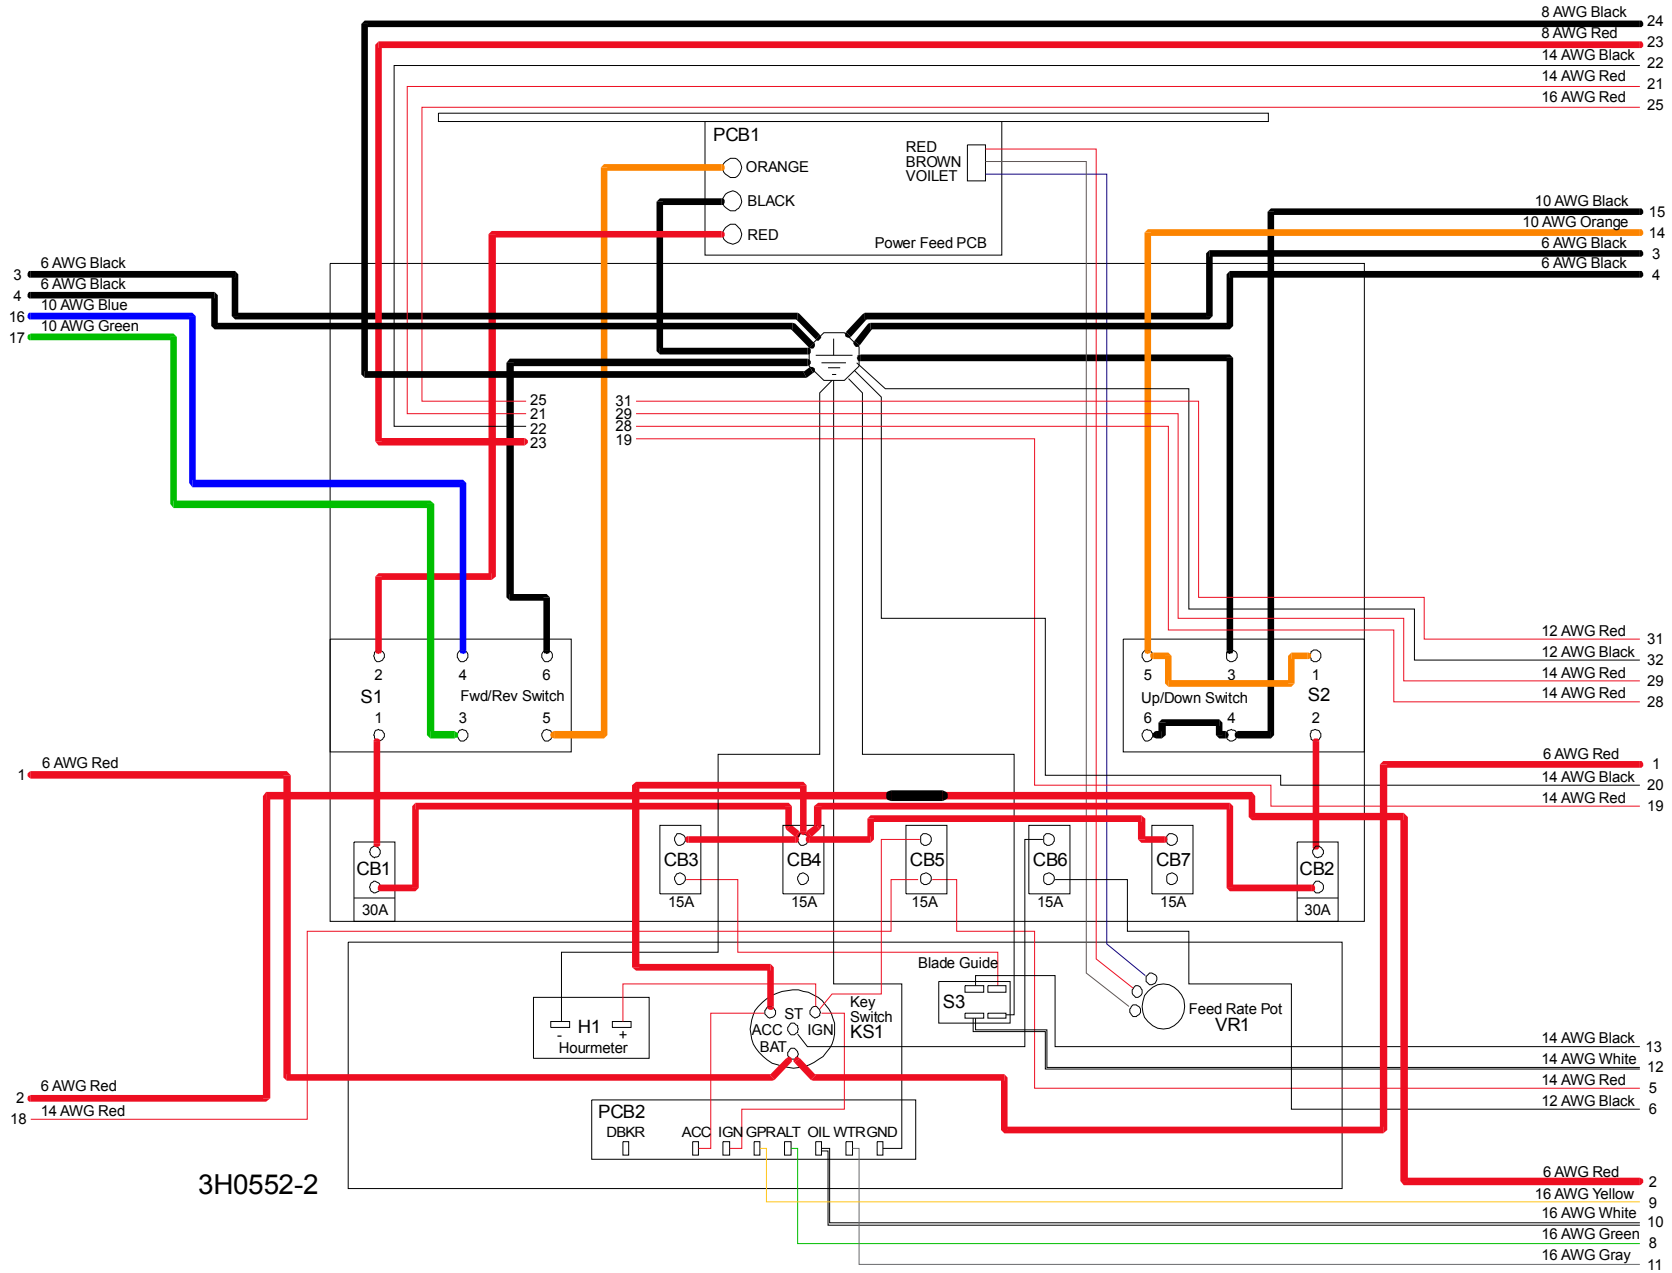 8 AWG Black 24
8 AWG Red 23
14 AWG Black 22
14 AWG Red 21
16 AWG Red 25
PCB1
ORANGE
BLACK
RED
RED
BROWN
VOILET
Power Feed PCB
10 AWG Black 15
10 AWG Orange 14
6 AWG Black 3
6 AWG Black 4
3 6 AWG Black
4 6 AWG Black
16 10 AWG Blue
17 10 AWG Green
25 31
21 29
22 28
23 19
2 4 6
S1 Fwd/Rev Switch
1 3 5
5 3 1
Up/Down Switch S2
6 4 2
12 AWG Red 31
12 AWG Black 32
14 AWG Red 29
14 AWG Red 28
1 6 AWG Red
6 AWG Red 1
14 AWG Black 20
14 AWG Red 19
CB1 CB3 CB4 CB5 CB6 CB7 CB2
30A 15A 15A 15A 15A 30A
Blade Guide
S3
H1
- +
Hourmeter
ST
ACC IGN
BAT
Key
Switch
KS1
Feed Rate Pot
VR1
14 AWG Black 13
14 AWG White 12
14 AWG Red 5
12 AWG Black 6
2 6 AWG Red
18 14 AWG Red
PCB2
DBKR ACC IGN GPR ALT OIL WTR GND
3H0552-2
6 AWG Red 2
16 AWG Yellow 9
16 AWG White 10
16 AWG Green 8
16 AWG Gray 11